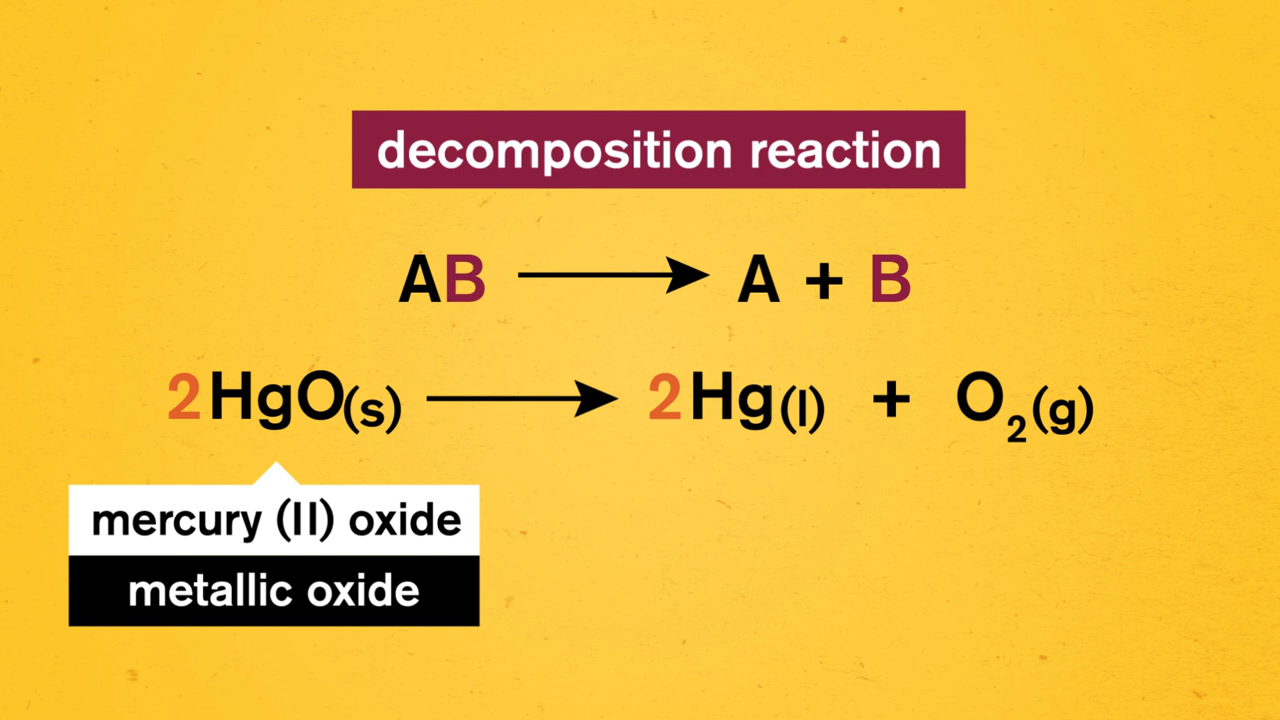 decomposition reaction
AB ⟶ A + B
2HgO(s) ⟶ 2Hg(l) + O₂(g)
mercury (II) oxide
metallic oxide